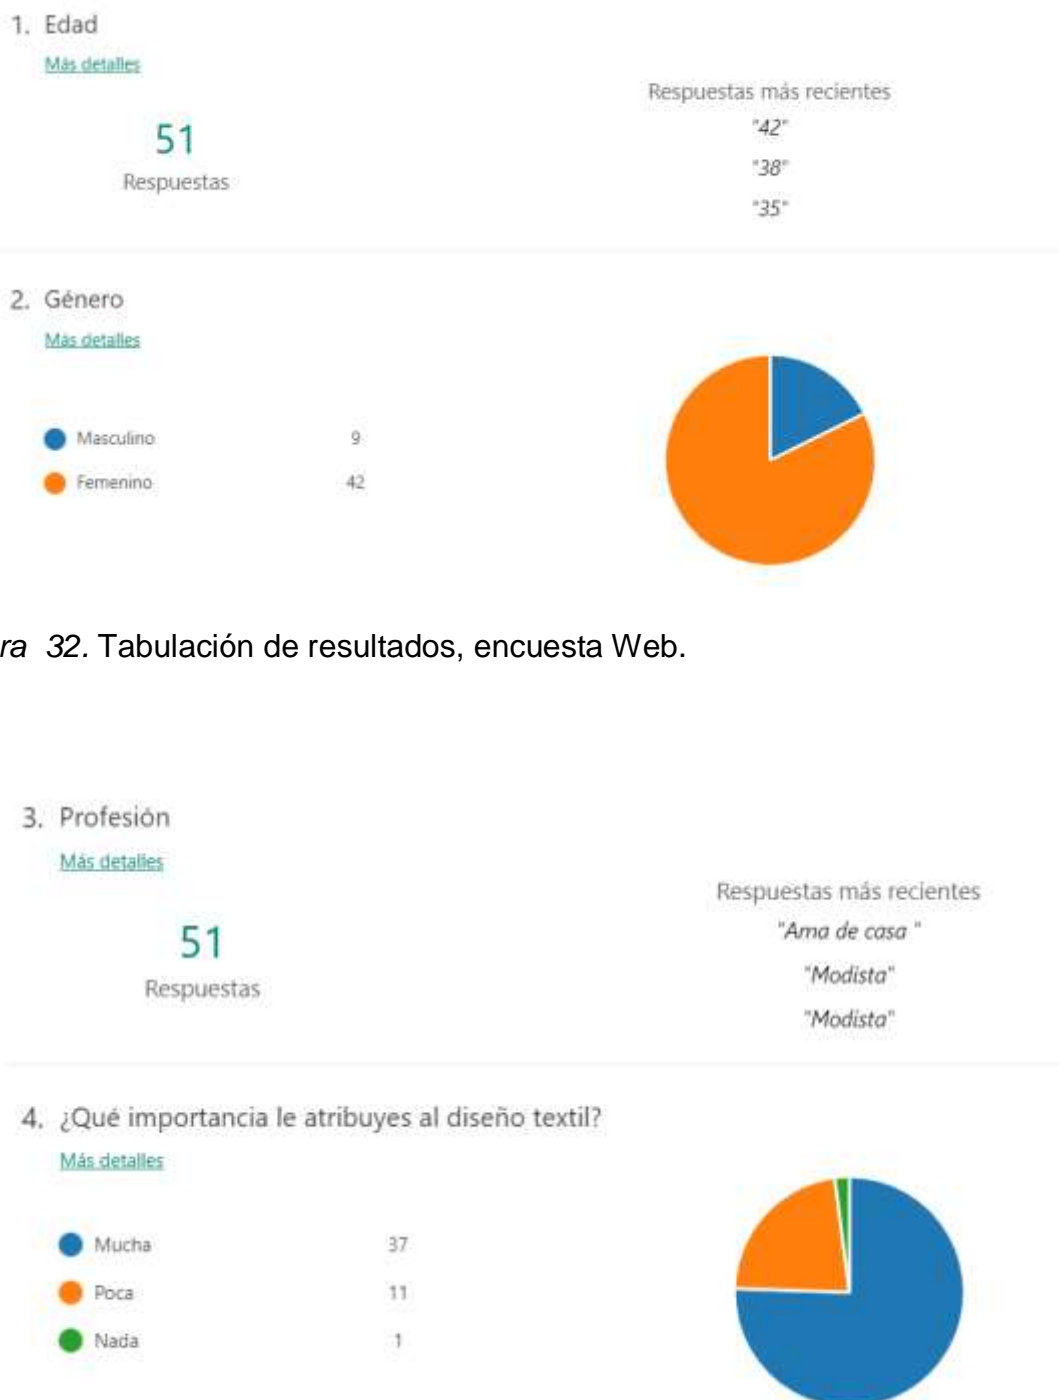 1. Edad
Más detalles
51
Respuestas
Respuestas más recientes
"42"
"38"
"35"
2. Género
Más detalles
Masculino 9
Femenino 42
ra 32. Tabulación de resultados, encuesta Web.
3. Profesión
Más detalles
51
Respuestas
Respuestas más recientes
"Ama de casa "
"Modista"
"Modista"
4. ¿Qué importancia le atribuyes al diseño textil?
Más detalles
Mucha 37
Poca 11
Nada 1